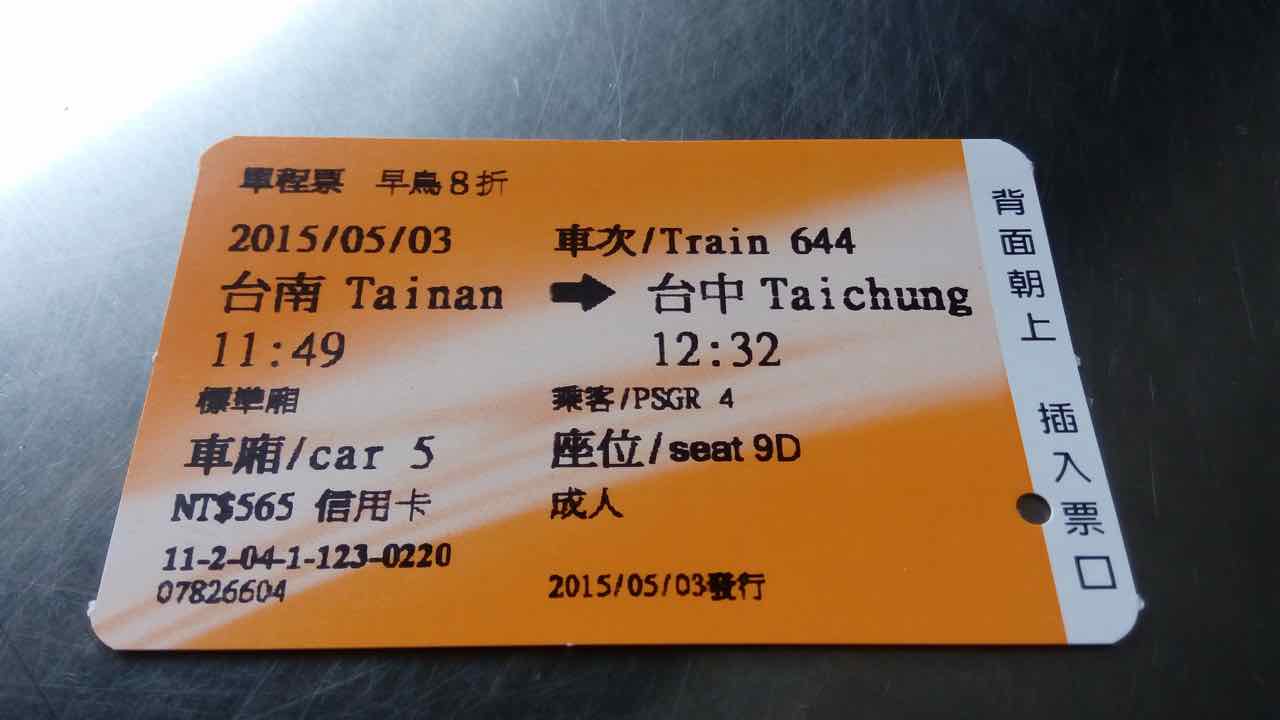 單程票 早鳥8折
2015/05/03 車次/Train 644
台南 Tainan ➡ 台中 Taichung
11:49 12:32
標準廂 乘客/PSGR 4
車廂/car 5 座位/seat 9D
NT$565 信用卡 成人
11-2-04-1-123-0220
07826604 2015/05/03發行
背面朝上 插入票口